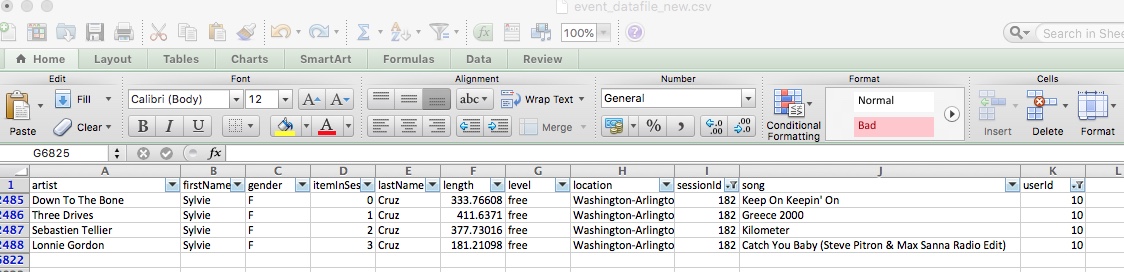 event_datafile_new.csv
100%
Search in Shee
Home Layout Tables Charts SmartArt Formulas Data Review
Edit Font Alignment Number Format Cells
Fill Calibri (Body) 12 A A abc Wrap Text General Normal
Paste Clear B I U A Merge % Conditional Formatting Bad Insert Delete Format
G6825 fx
A B C D E F G H I J K L
1 artist firstName gender itemInSes lastName length level location sessionId song userId
2485 Down To The Bone Sylvie F 0 Cruz 333.76608 free Washington-Arlingto 182 Keep On Keepin' On 10
2486 Three Drives Sylvie F 1 Cruz 411.6371 free Washington-Arlingto 182 Greece 2000 10
2487 Sebastien Tellier Sylvie F 2 Cruz 377.73016 free Washington-Arlingto 182 Kilometer 10
2488 Lonnie Gordon Sylvie F 3 Cruz 181.21098 free Washington-Arlingto 182 Catch You Baby (Steve Pitron & Max Sanna Radio Edit) 10
6822